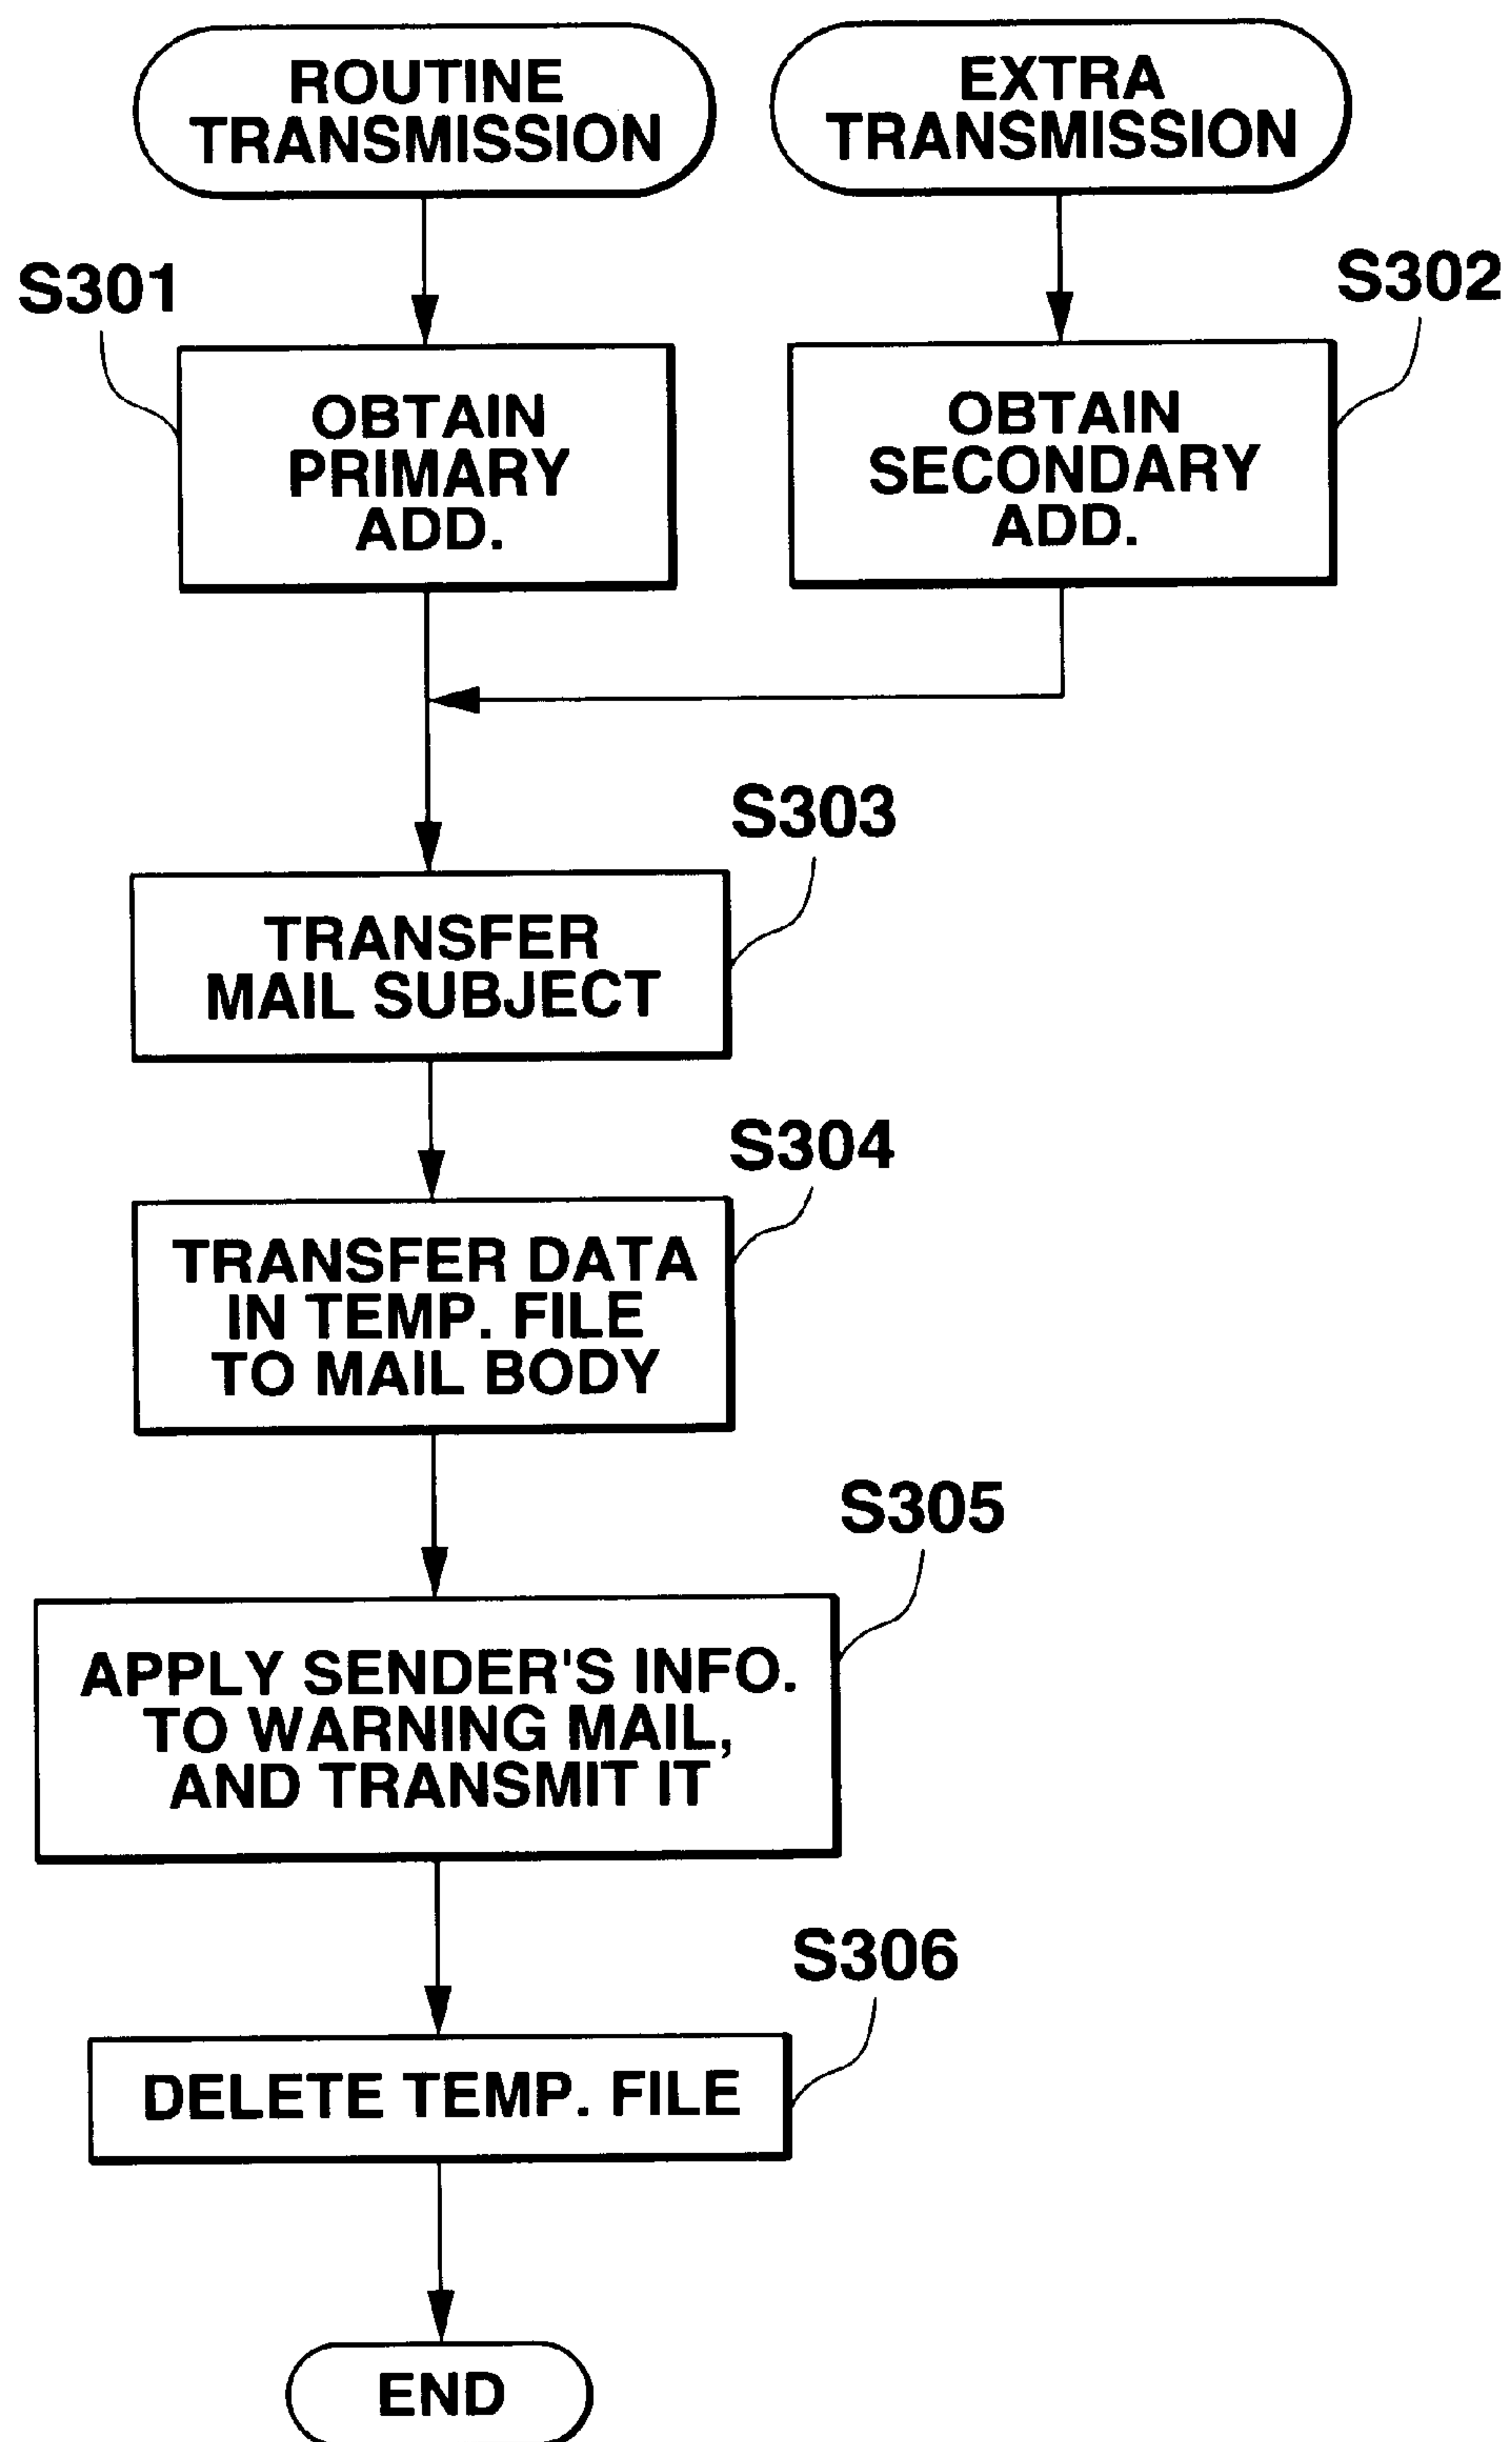 ROUTINE
TRANSMISSION
EXTRA
TRANSMISSION
S301
S302
OBTAIN
PRIMARY
ADD.
OBTAIN
SECONDARY
ADD.
S303
TRANSFER
MAIL SUBJECT
S304
TRANSFER DATA
IN TEMP. FILE
TO MAIL BODY
S305
APPLY SENDER'S INFO.
TO WARNING MAIL,
AND TRANSMIT IT
S306
DELETE TEMP. FILE
END